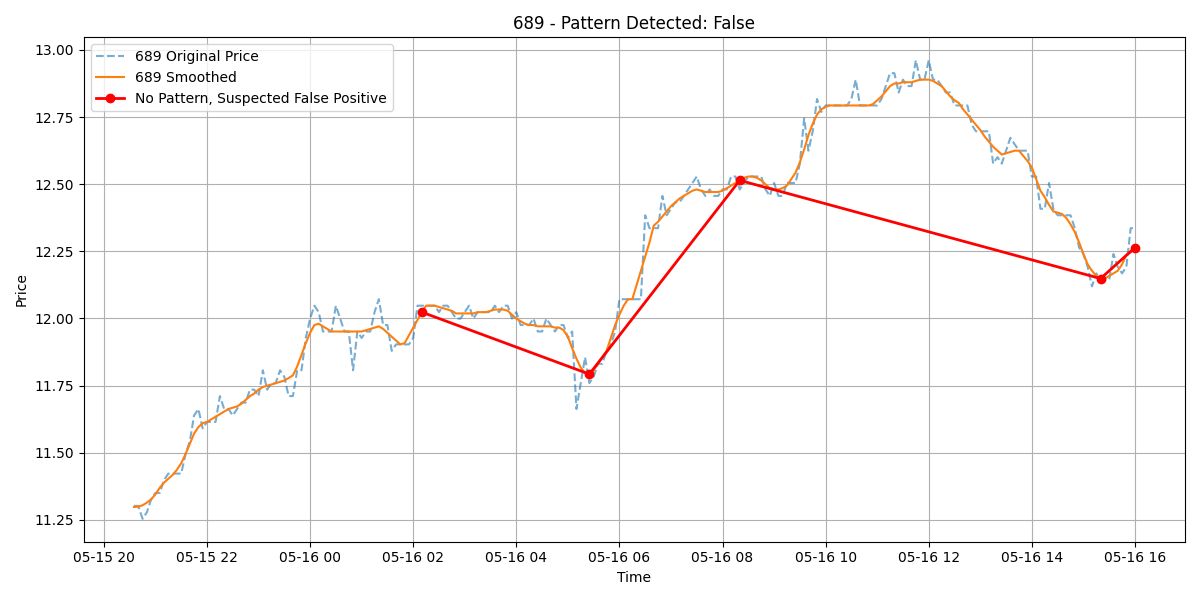 689 - Pattern Detected: False
689 Original Price
689 Smoothed
No Pattern, Suspected False Positive
Price
13.00
12.75
12.50
12.25
12.00
11.75
11.50
11.25
05-15 20 05-15 22 05-16 00 05-16 02 05-16 04 05-16 06 05-16 08 05-16 10 05-16 12 05-16 14 05-16 16
Time